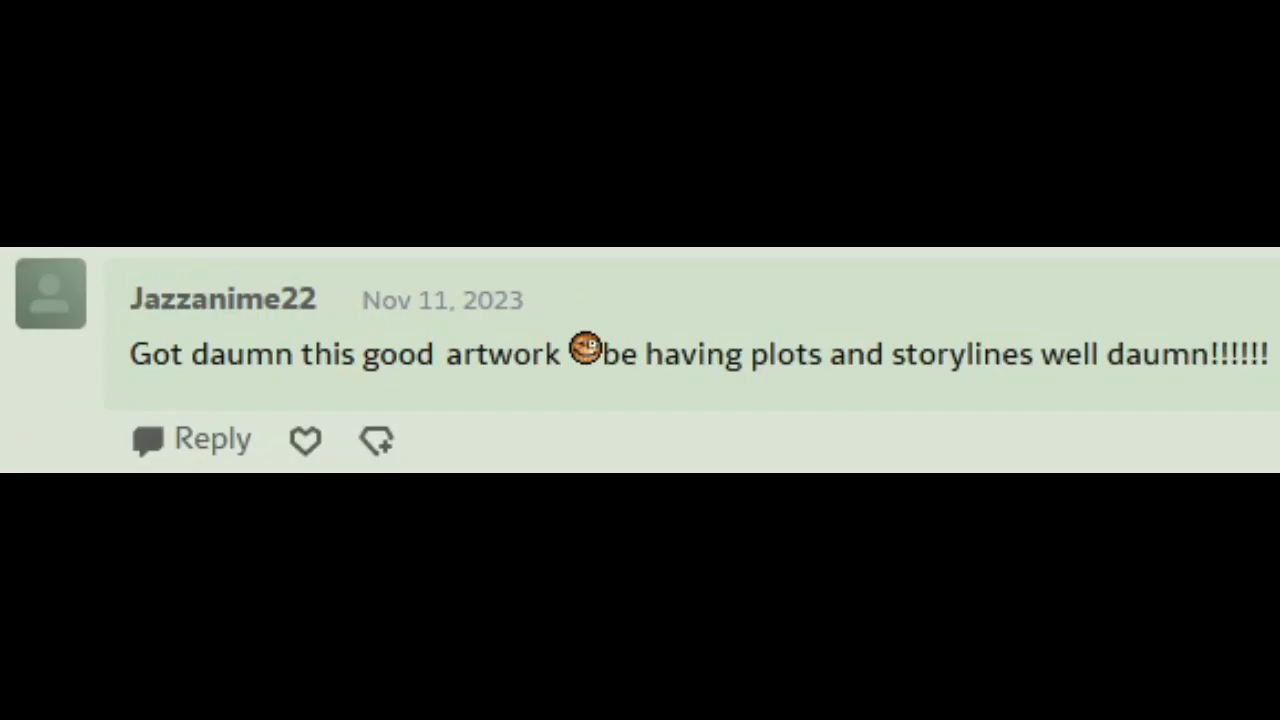 Jazzanime22 Nov 11, 2023
Got daumn this good artwork be having plots and storylines well daumn!!!!!!
Reply